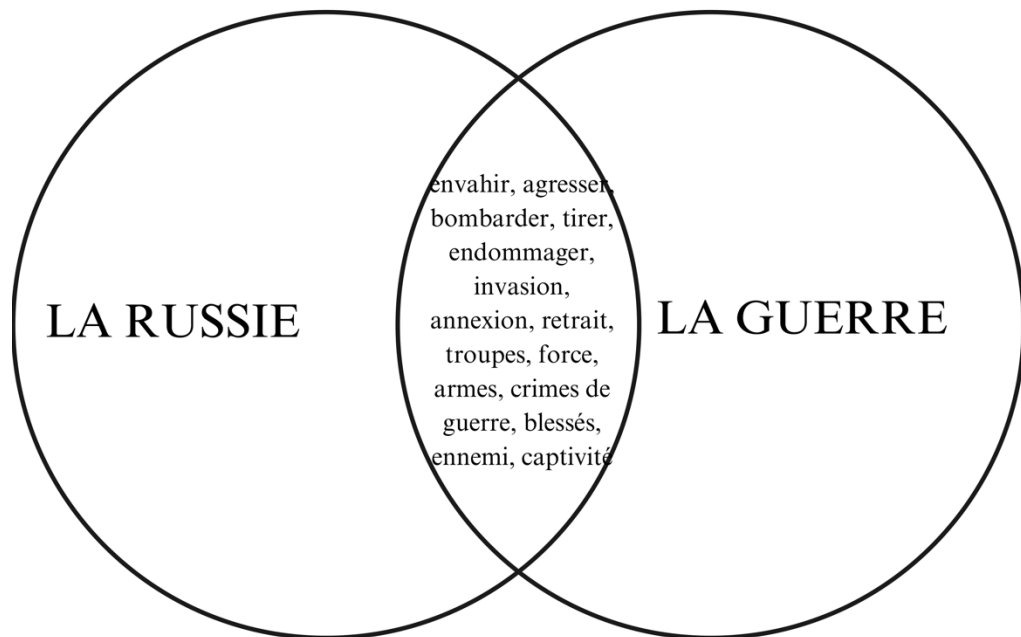 LA RUSSIE
envahir, agresser,
bombarder, tirer,
endommager,
invasion,
annexion, retrait,
troupes, force,
armes, crimes de
guerre, blessés,
ennemi, captivité
LA GUERRE